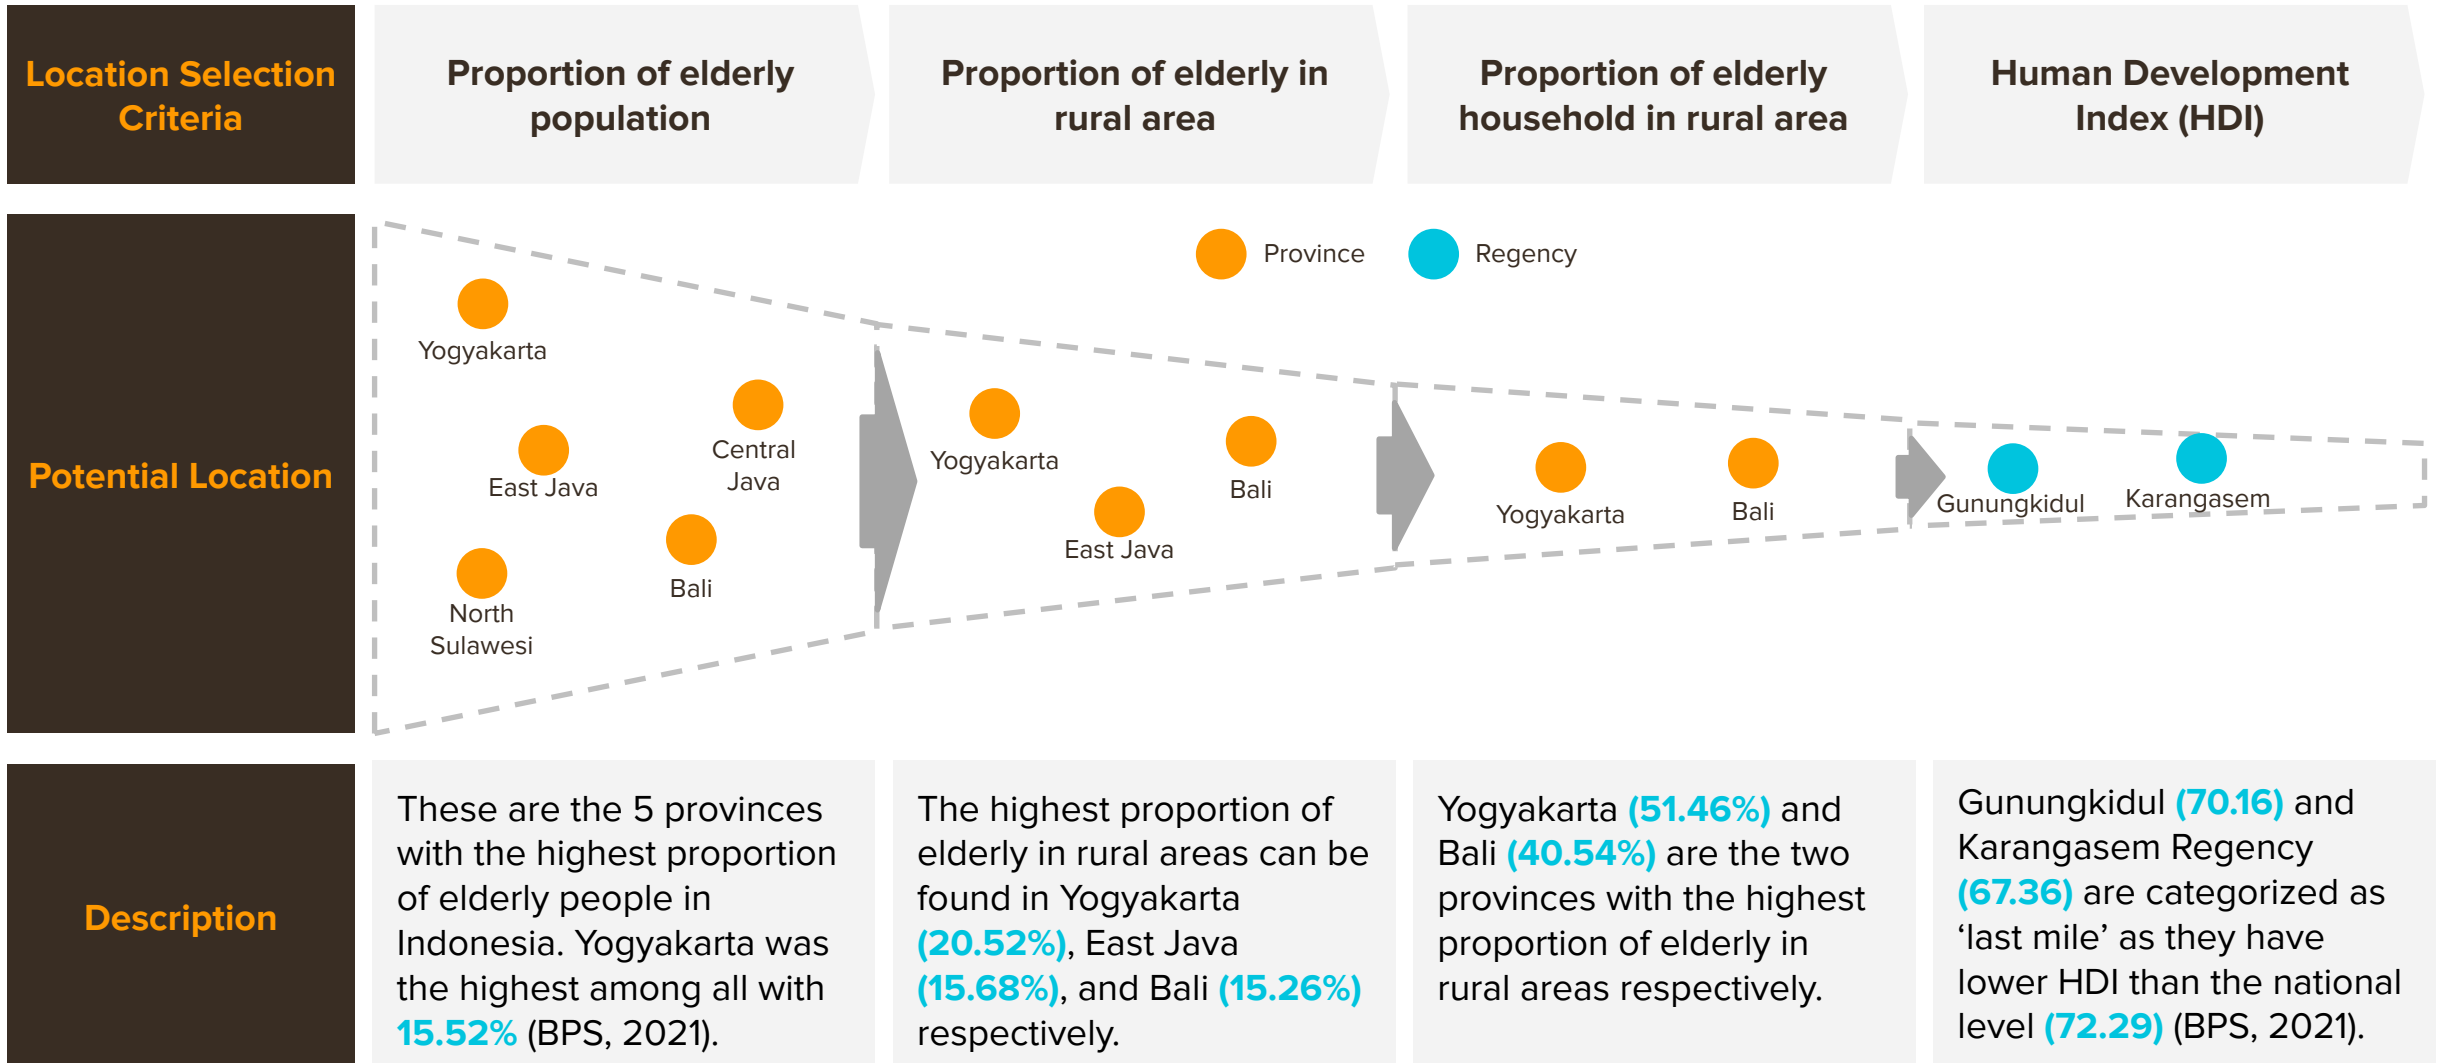 Location Selection
Criteria
Proportion of elderly
population
Proportion of elderly in
rural area
Proportion of elderly
household in rural area
Human Development
Index (HDI)
Potential Location
Province
Regency
Yogyakarta
East Java
Central
Java
North
Sulawesi
Bali
Yogyakarta
East Java
Bali
Yogyakarta
Bali
Gunungkidul
Karangasem
Description
These are the 5 provinces
with the highest proportion
of elderly people in
Indonesia. Yogyakarta was
the highest among all with
15.52% (BPS, 2021).
The highest proportion of
elderly in rural areas can be
found in Yogyakarta
(20.52%), East Java
(15.68%), and Bali (15.26%)
respectively.
Yogyakarta (51.46%) and
Bali (40.54%) are the two
provinces with the highest
proportion of elderly in
rural areas respectively.
Gunungkidul (70.16) and
Karangasem Regency
(67.36) are categorized as
‘last mile’ as they have
lower HDI than the national
level (72.29) (BPS, 2021).